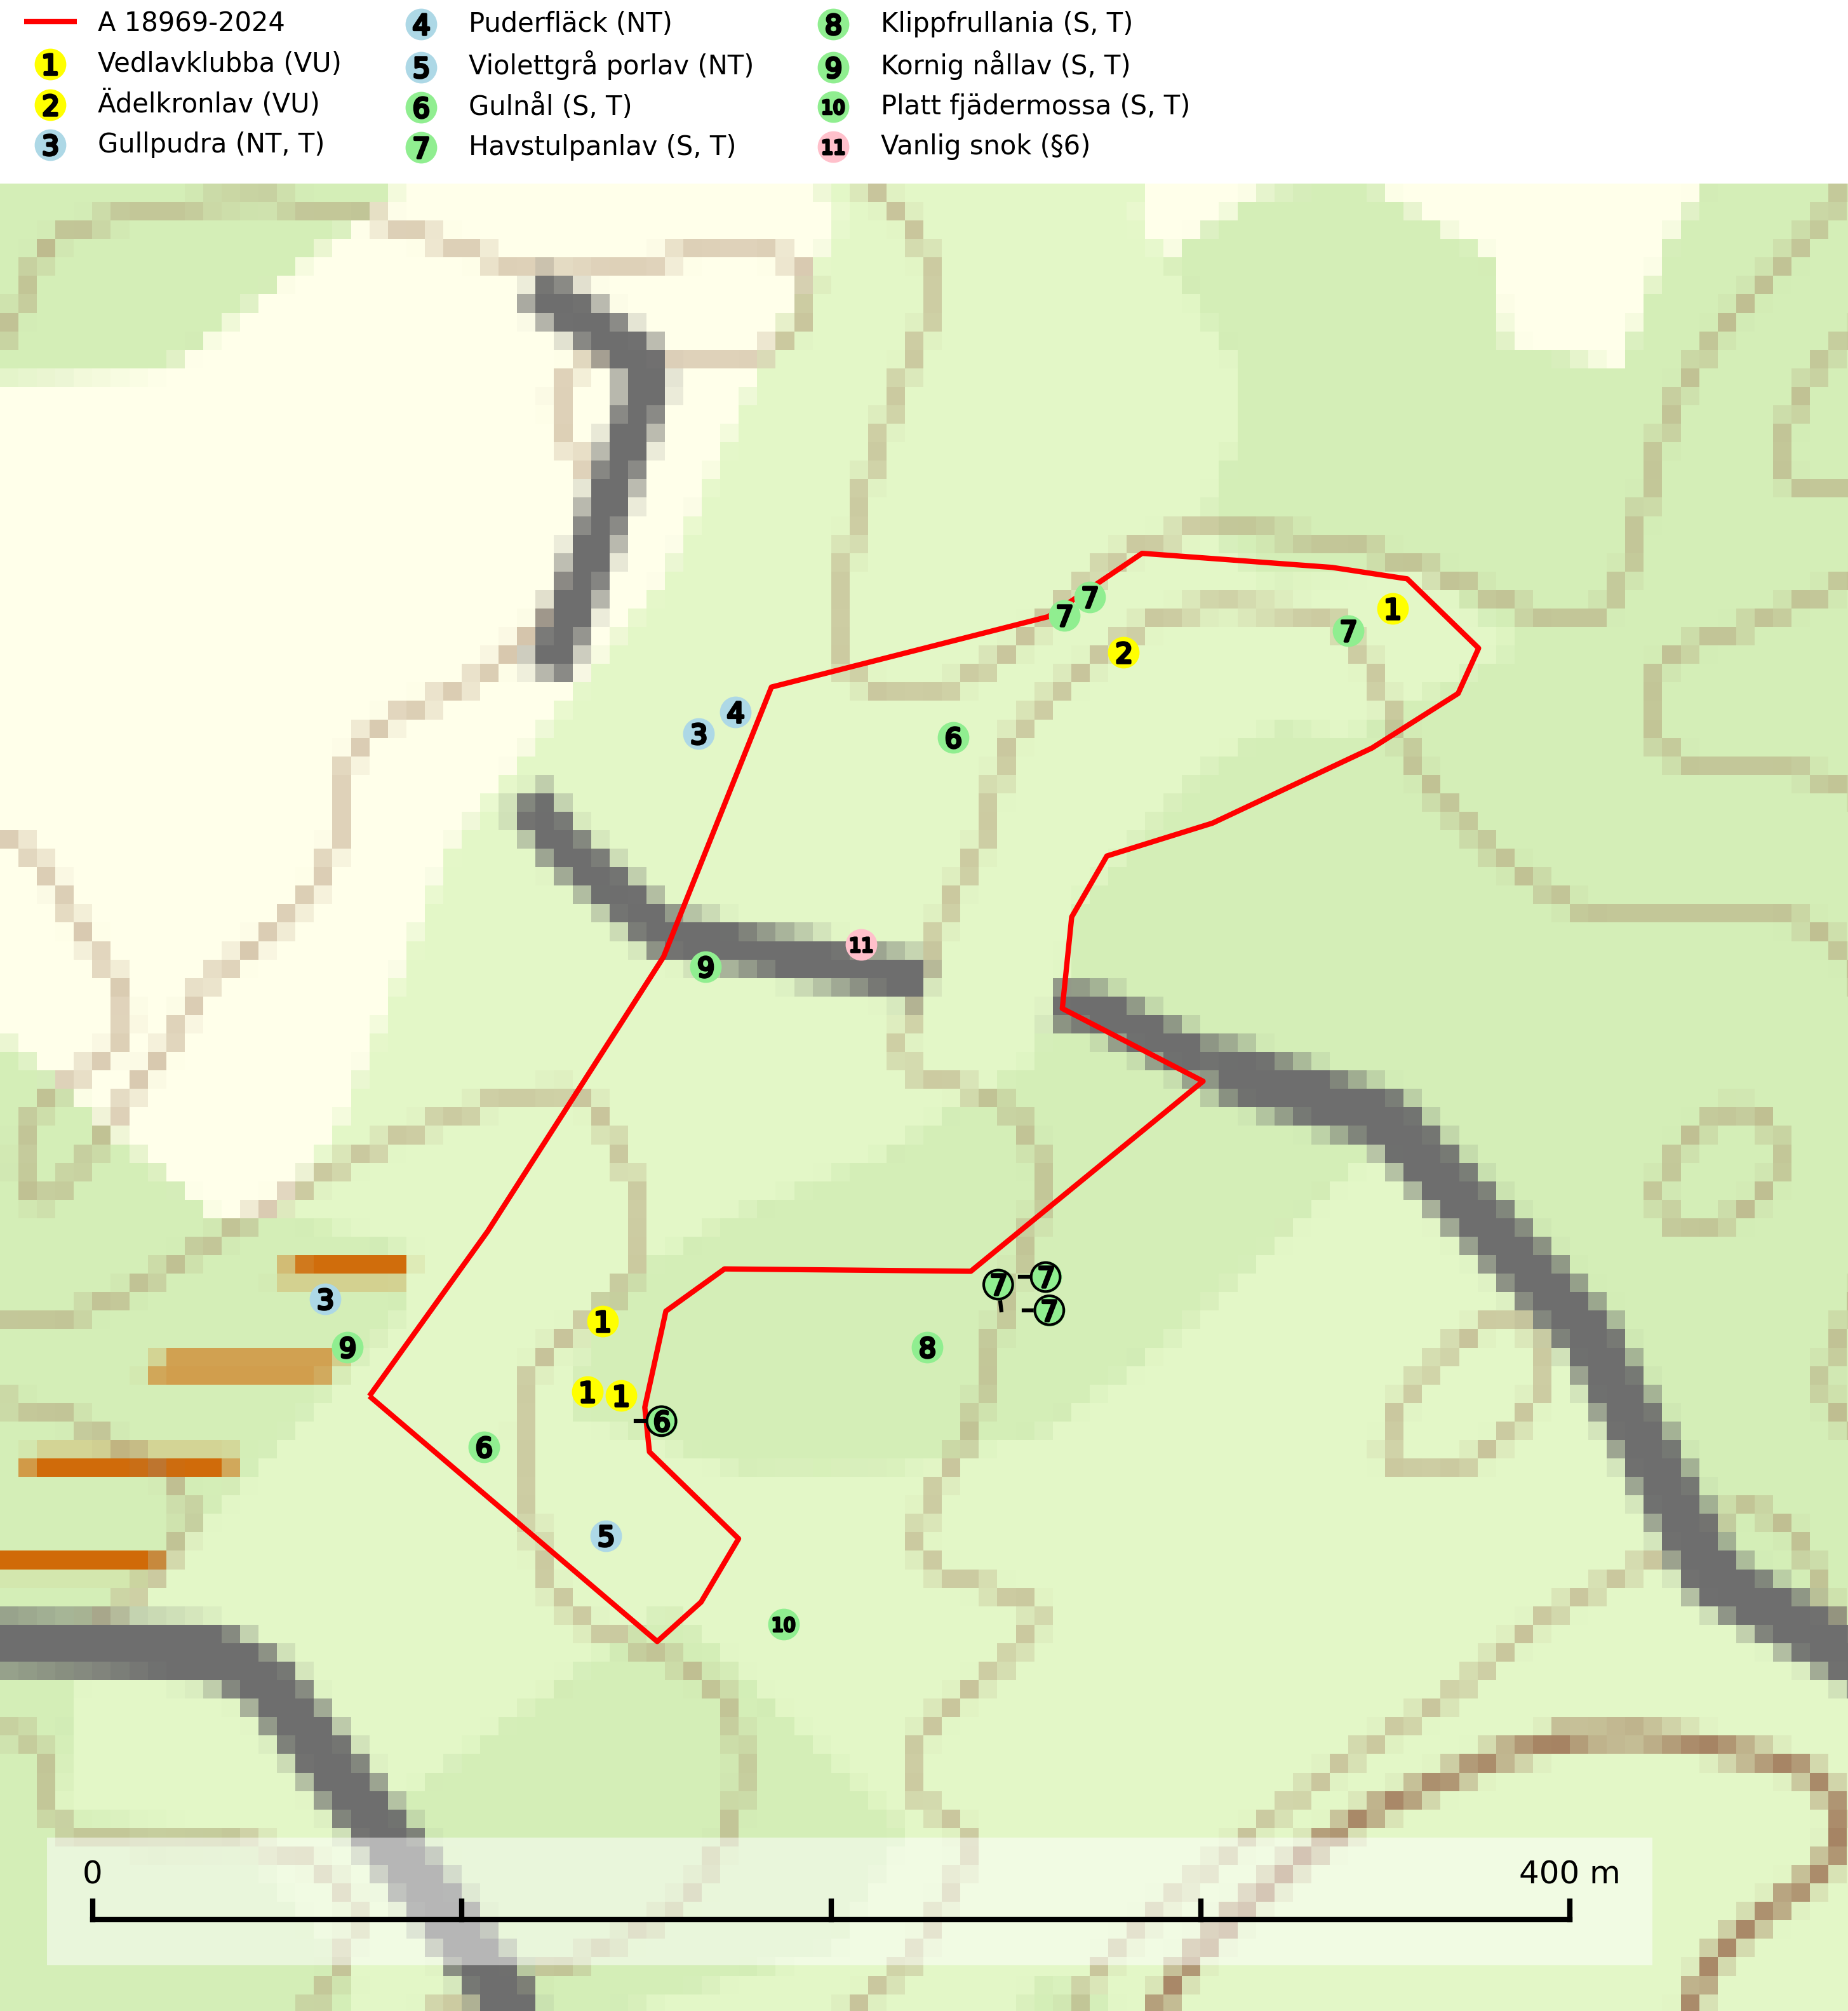 A 18969-2024
1 Vedlavklubba (VU)
2 Ädelkronlav (VU)
3 Gullpudra (NT, T)
4 Puderfläck (NT)
5 Violettgrå porlav (NT)
6 Gulnål (S, T)
7 Havstulpanlav (S, T)
8 Klippfrullania (S, T)
9 Kornig nållav (S, T)
10 Platt fjädermossa (S, T)
11 Vanlig snok (§6)
7
7
1
7
2
4
3
6
11
9
7
7
3
7
1
9
8
1
1
6
6
5
10
0
400 m